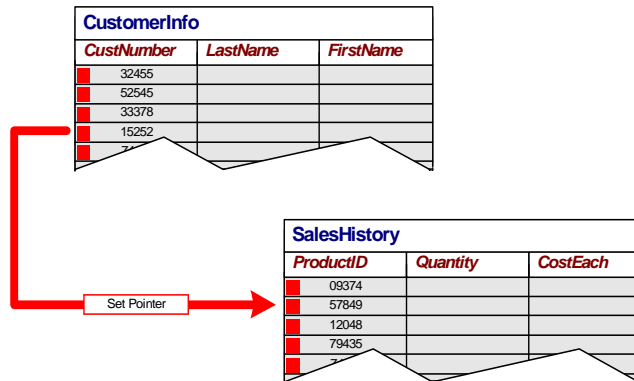 CustomerInfo
CustNumber LastName FirstName
32455
52545
33378
15252
SalesHistory
ProductID Quantity CostEach
09374
57849
12048
79435
Set Pointer